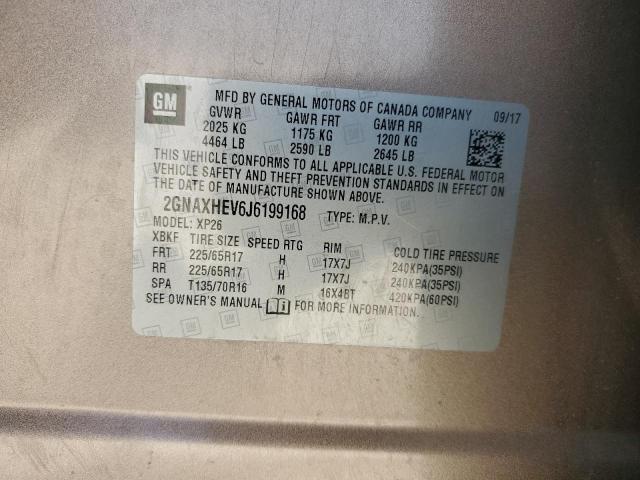 GM
MFD BY GENERAL MOTORS OF CANADA COMPANY 09/17
GVWR GAWR FRT GAWR RR
2025 KG 1175 KG 1200 KG
4464 LB 2590 LB 2645 LB
THIS VEHICLE CONFORMS TO ALL APPLICABLE U.S. FEDERAL MOTOR
VEHICLE SAFETY AND THEFT PREVENTION STANDARDS IN EFFECT ON
THE DATE OF MANUFACTURE SHOWN ABOVE.
2GNAXHEV6J6199168 TYPE: M.P.V.
MODEL: XP26
XBKF TIRE SIZE SPEED RTG RIM COLD TIRE PRESSURE
FRT 225/65R17 H 17X7J 240KPA(35PSI)
RR 225/65R17 H 17X7J 240KPA(35PSI)
SPA T135/70R16 M 16X4BT 420KPA(60PSI)
SEE OWNER'S MANUAL FOR MORE INFORMATION.